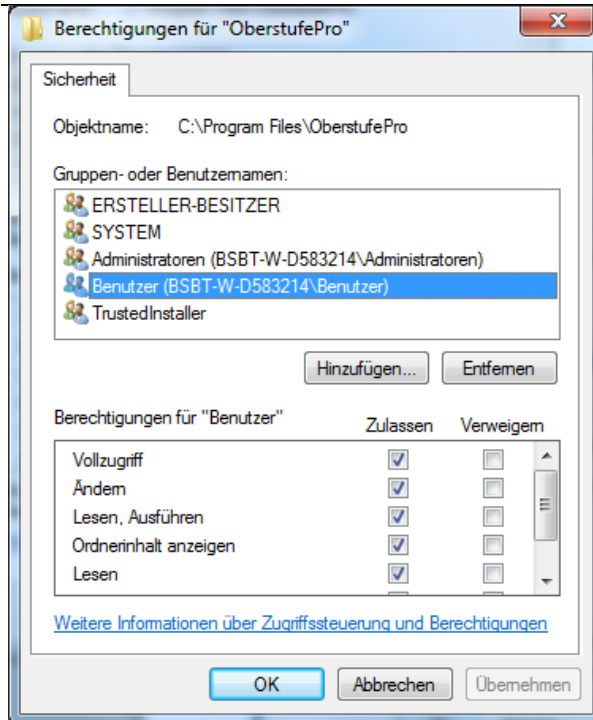 Berechtigungen für "OberstufePro"
Sicherheit
Objektname: C:\Program Files\OberstufePro
Gruppen- oder Benutzernamen:
ERSTELLER-BESITZER
SYSTEM
Administratoren (BSBT-W-D583214\Administratoren)
Benutzer (BSBT-W-D583214\Benutzer)
TrustedInstaller
Hinzufügen... Entfernen
Berechtigungen für "Benutzer" Zulassen Verweigern
Vollzugriff
Ändern
Lesen, Ausführen
Ordnerinhalt anzeigen
Lesen
Weitere Informationen über Zugriffssteuerung und Berechtigungen
OK Abbrechen Übernehmen